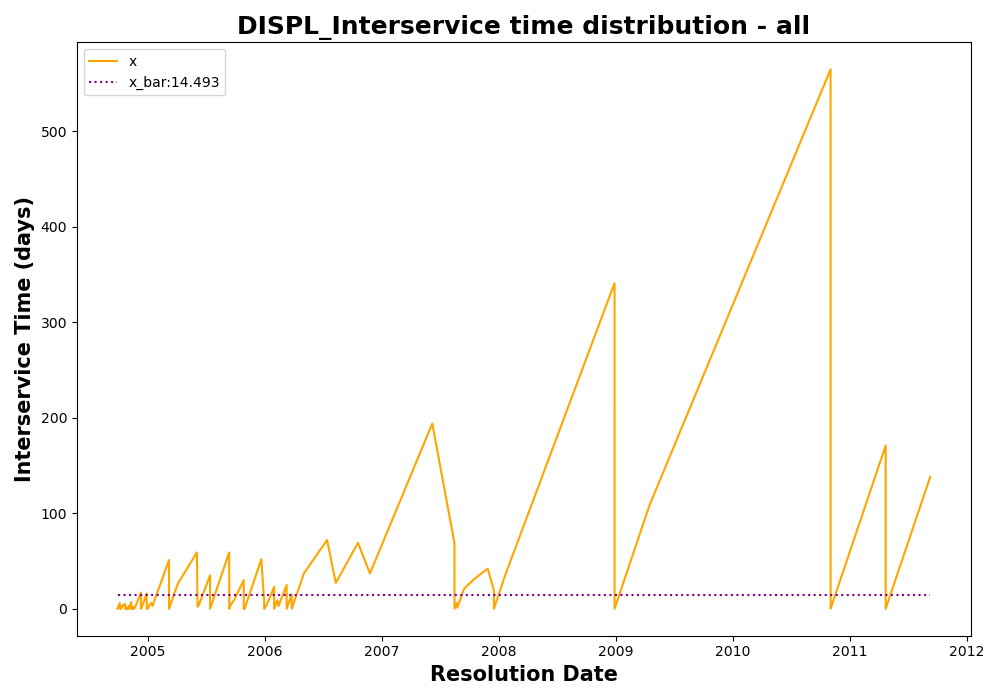 DISPL_Interservice time distribution - all
x
x_bar:14.493
Interservice Time (days)
500
400
300
200
100
0
2005 2006 2007 2008 2009 2010 2011 2012
Resolution Date